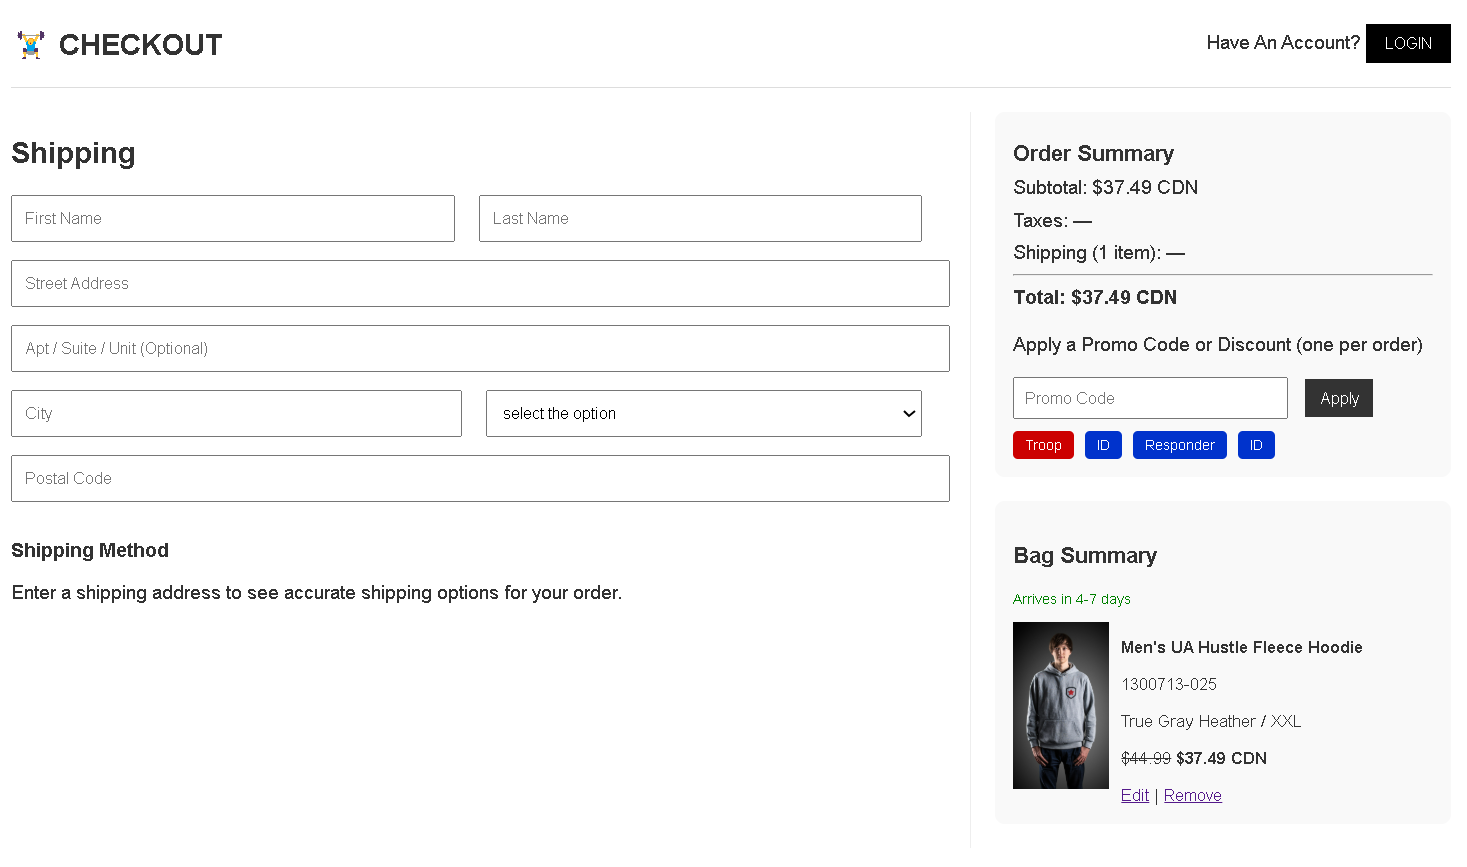 CHECKOUT
Have An Account? LOGIN
Shipping
First Name
Last Name
Street Address
Apt / Suite / Unit (Optional)
City
select the option
Postal Code
Shipping Method
Enter a shipping address to see accurate shipping options for your order.
Order Summary
Subtotal: $37.49 CDN
Taxes: —
Shipping (1 item): —
Total: $37.49 CDN
Apply a Promo Code or Discount (one per order)
Promo Code
Apply
Troop ID Responder ID
Bag Summary
Arrives in 4-7 days
Men's UA Hustle Fleece Hoodie
1300713-025
True Gray Heather / XXL
$44.99 $37.49 CDN
Edit | Remove